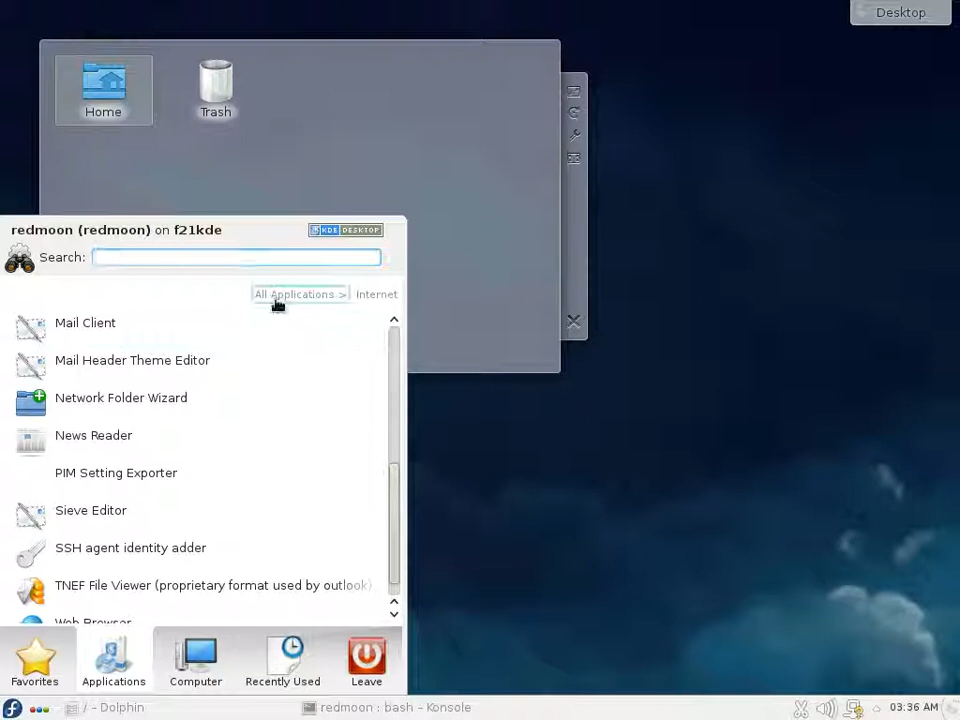 Desktop
Home
Trash
redmoon (redmoon) on f21kde
KDE DESKTOP
Search:
All Applications > Internet
Mail Client
Mail Header Theme Editor
Network Folder Wizard
News Reader
PIM Setting Exporter
Sieve Editor
SSH agent identity adder
TNEF File Viewer (proprietary format used by outlook)
Web Browser
Favorites
Applications
Computer
Recently Used
Leave
/ - Dolphin
redmoon : bash – Konsole
03:36 AM